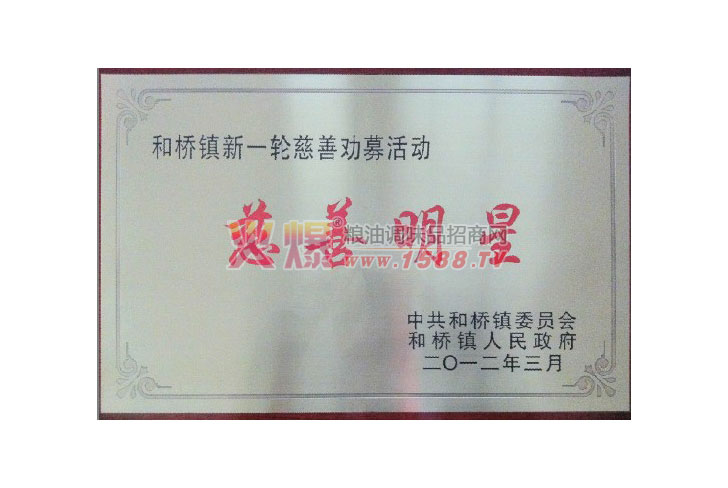 和桥镇新一轮慈善劝募活动
慈善明星
火爆®粮油调味品招商网
www.1588.TV
中共和桥镇委员会
和桥镇人民政府
二〇一二年三月